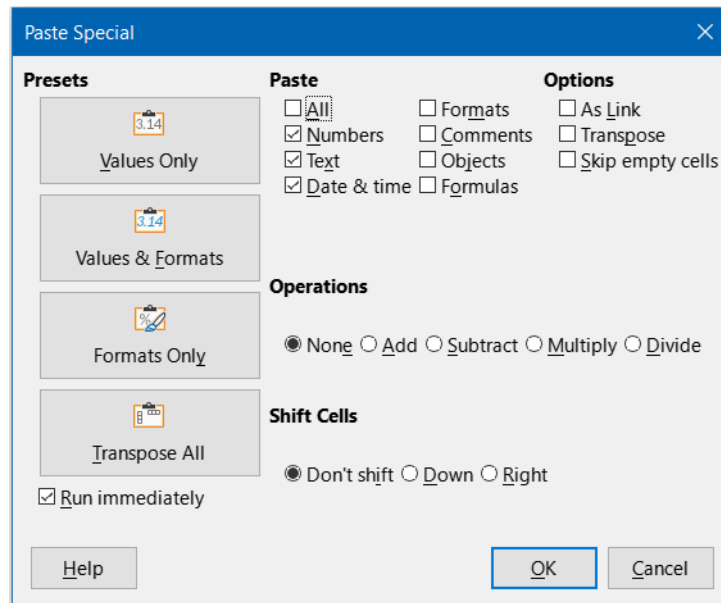 Paste Special
Presets
3.14
Values Only
3.14
Values & Formats
%
Formats Only
Transpose All
Run immediately
Paste
All
Numbers
Text
Date & time
Formats
Comments
Objects
Formulas
Options
As Link
Transpose
Skip empty cells
Operations
None Add Subtract Multiply Divide
Shift Cells
Don't shift Down Right
Help
OK
Cancel